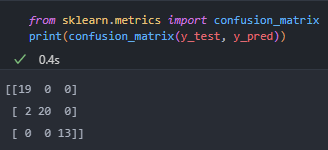 from sklearn.metrics import confusion_matrix
print(confusion_matrix(y_test, y_pred))
✓ 0.4s
[[19  0  0]
 [ 2 20  0]
 [ 0  0 13]]